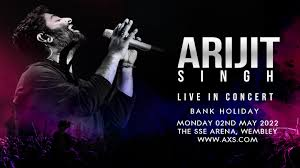 ARIJIT
SINGH
LIVE IN CONCERT
BANK HOLIDAY
MONDAY 02ND MAY 2022
THE SSE ARENA, WEMBLEY
WWW.AXS.COM